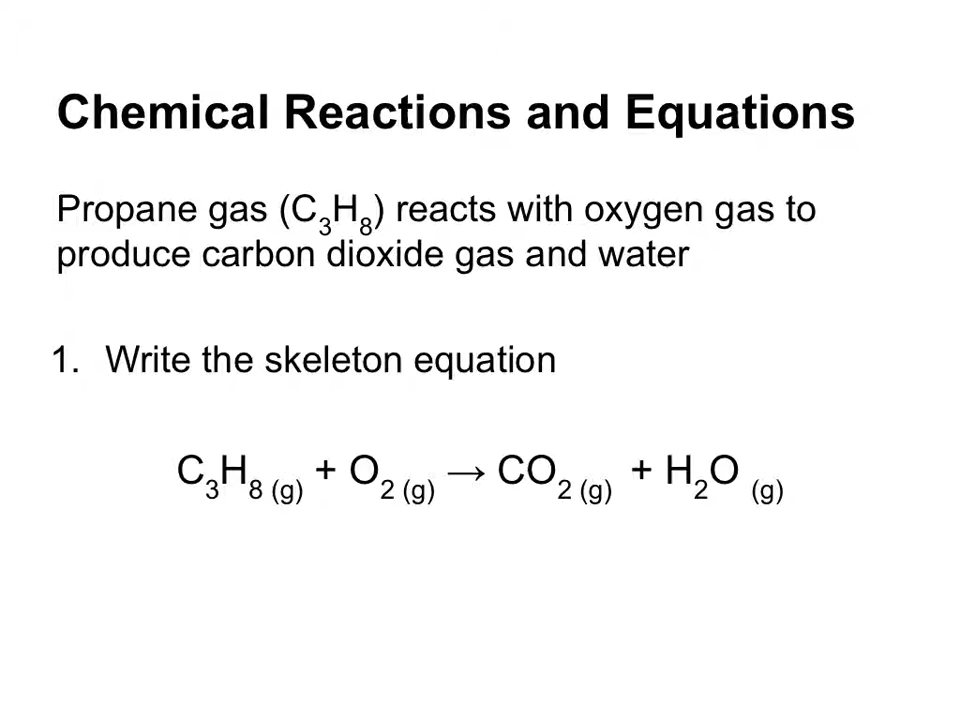 Chemical Reactions and Equations
Propane gas (C₃H₈) reacts with oxygen gas to
produce carbon dioxide gas and water
1. Write the skeleton equation
C₃H₈ (g) + O₂ (g) → CO₂ (g) + H₂O (g)